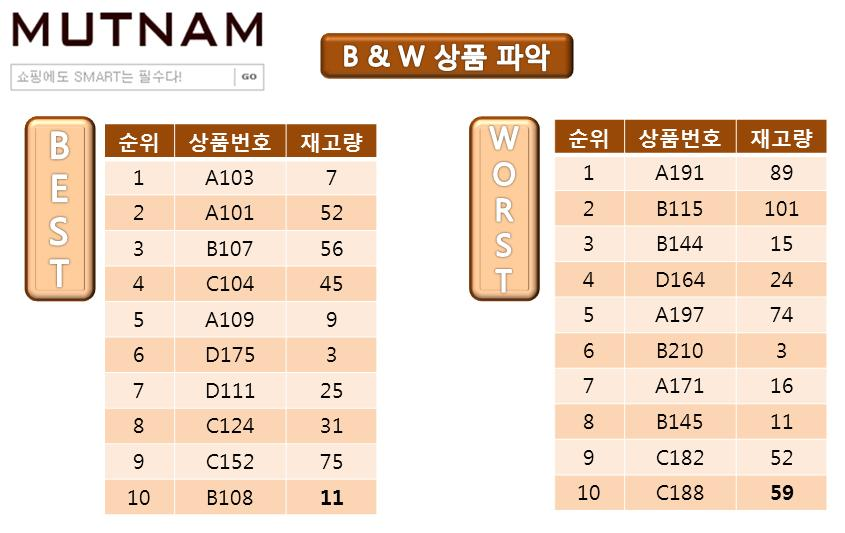 MUTNAM
쇼핑에도 SMART는 필수다! GO
B & W 상품 파악
BEST
순위 상품번호 재고량
1 A103 7
2 A101 52
3 B107 56
4 C104 45
5 A109 9
6 D175 3
7 D111 25
8 C124 31
9 C152 75
10 B108 11
WORST
순위 상품번호 재고량
1 A191 89
2 B115 101
3 B144 15
4 D164 24
5 A197 74
6 B210 3
7 A171 16
8 B145 11
9 C182 52
10 C188 59